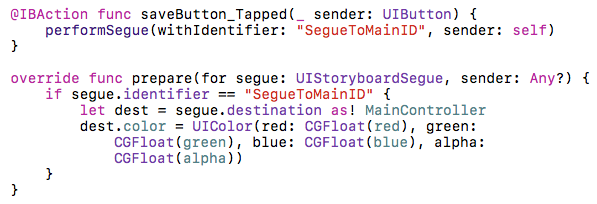 @IBAction func saveButton_Tapped(_ sender: UIButton) {
performSegue(withIdentifier: "SegueToMainID", sender: self)
}
override func prepare(for segue: UIStoryboardSegue, sender: Any?) {
if segue.identifier == "SegueToMainID" {
let dest = segue.destination as! MainController
dest.color = UIColor(red: CGFloat(red), green:
CGFloat(green), blue: CGFloat(blue), alpha:
CGFloat(alpha))
}
}